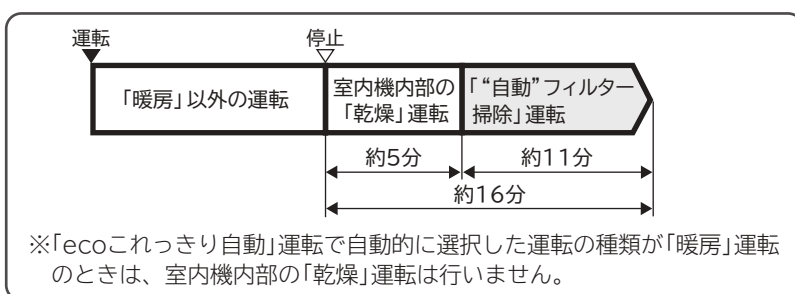 運転
停止
「暖房」以外の運転
室内機内部の
「乾燥」運転
「“自動”フィルター
掃除」運転
約5分
約11分
約16分
※「ecoこれっきり自動」運転で自動的に選択した運転の種類が「暖房」運転
のときは、室内機内部の「乾燥」運転は行いません。